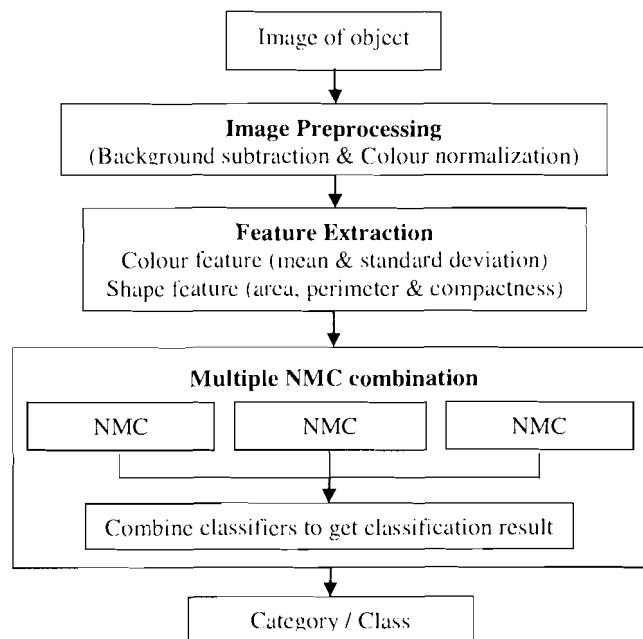 Image of object
Image Preprocessing
(Background subtraction & Colour normalization)
Feature Extraction
Colour feature (mean & standard deviation)
Shape feature (area, perimeter & compactness)
Multiple NMC combination
NMC NMC NMC
Combine classifiers to get classification result
Category / Class